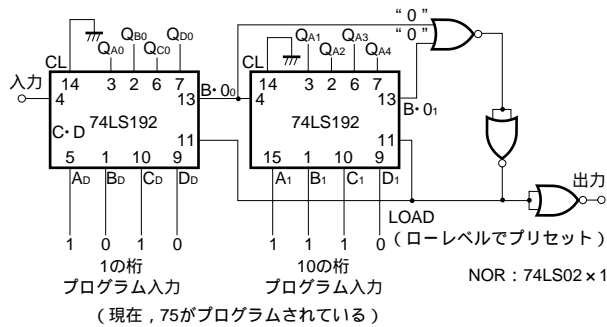 “ 0 ”
“ 0 ”
QA0 QB0 QC0 QD0
QA1 QA2 QA3 QA4
CL
CL
入力
14 3 2 6 7
4 13
B・00
74LS192
C・D
11
5 1 10 9
AD BD CD DD
1 0 1 0
1の桁
プログラム入力
14 3 2 6 7
4 13
B・01
74LS192
11
15 1 10 9
A1 B1 C1 D1
1 1 1 0
10の桁
プログラム入力
LOAD
(ローレベルでプリセット)
出力
NOR : 74LS02 × 1
(現在,75がプログラムされている)